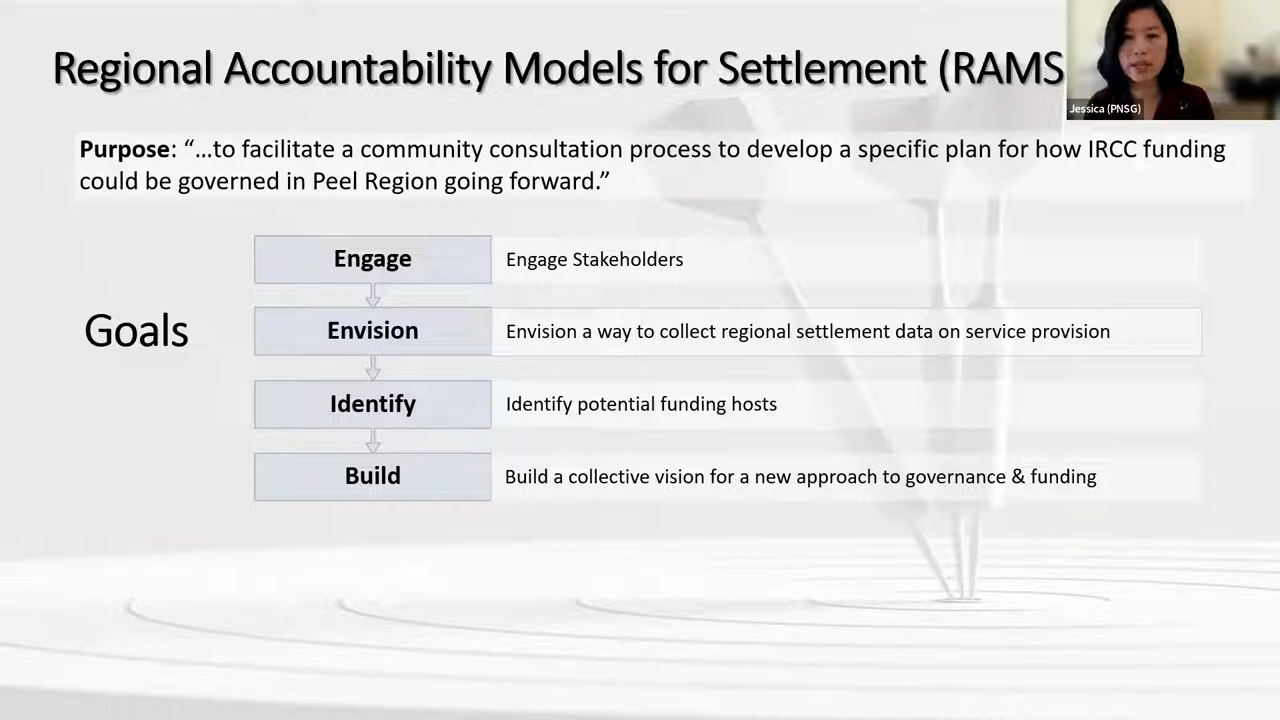 Regional Accountability Models for Settlement (RAMS
Jessica (PNSG)
Purpose: “…to facilitate a community consultation process to develop a specific plan for how IRCC funding
could be governed in Peel Region going forward.”
Goals
Engage
Engage Stakeholders
Envision
Envision a way to collect regional settlement data on service provision
Identify
Identify potential funding hosts
Build
Build a collective vision for a new approach to governance & funding